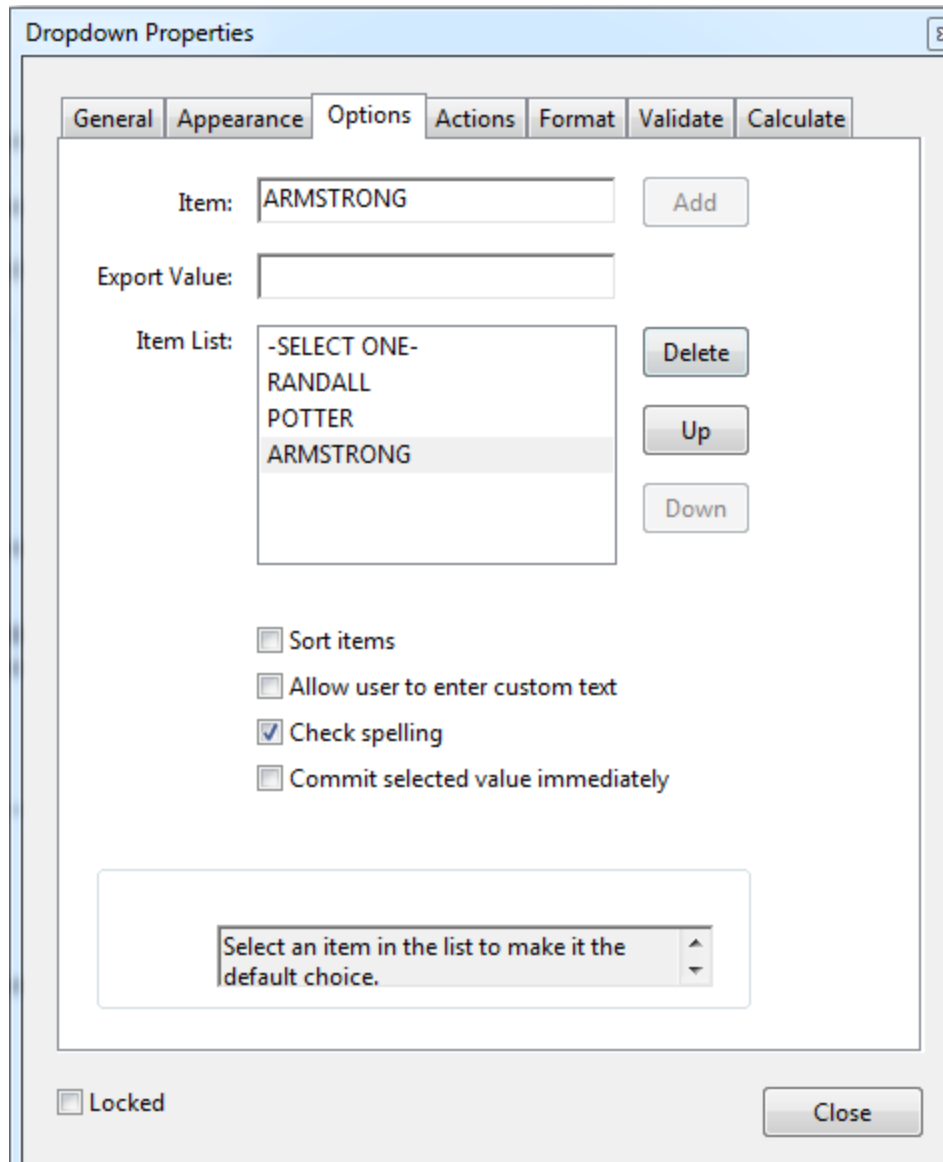 Dropdown Properties
General Appearance Options Actions Format Validate Calculate
Item: ARMSTRONG Add
Export Value:
Item List: -SELECT ONE- Delete
RANDALL
POTTER Up
ARMSTRONG
Down
Sort items
Allow user to enter custom text
Check spelling
Commit selected value immediately
Select an item in the list to make it the
default choice.
Locked Close